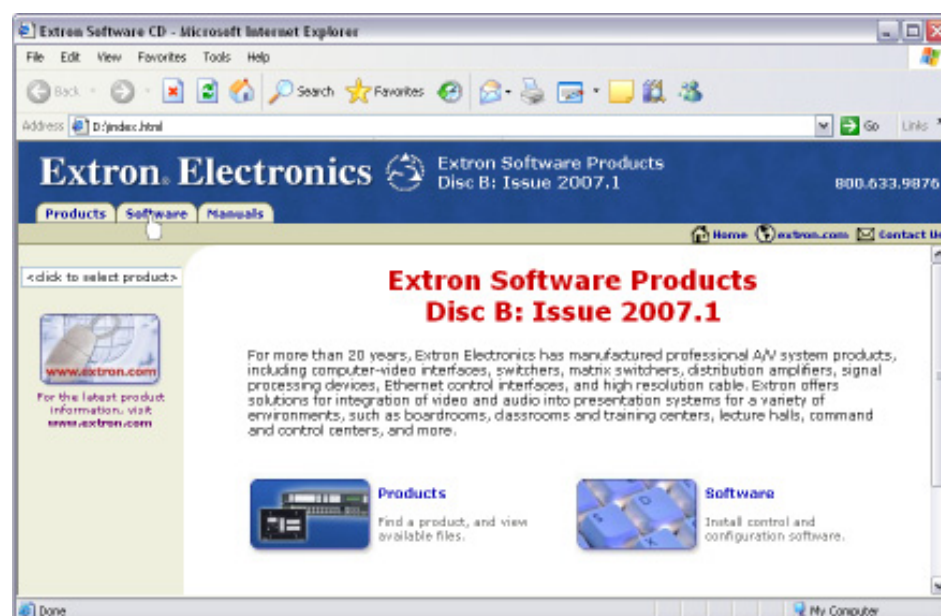 Extron Software CD - Microsoft Internet Explorer
File Edit View Favorites Tools Help
Back Search Favorites
Address D:\index.html Go Links
Extron. Electronics
Extron Software Products
Disc B: Issue 2007.1
800.633.9876
Products Software Manuals
Home extron.com Contact Us
<click to select product>
Extron Software Products
Disc B: Issue 2007.1
www.extron.com
For the latest product
information, visit
www.extron.com
For more than 20 years, Extron Electronics has manufactured professional A/V system products,
including computer-video interfaces, switchers, matrix switchers, distribution amplifiers, signal
processing devices, Ethernet control interfaces, and high resolution cable. Extron offers
solutions for integration of video and audio into presentation systems for a variety of
environments, such as boardrooms, classrooms and training centers, lecture halls, command
and control centers, and more.
Products
Find a product, and view
available files.
Software
Install control and
configuration software.
Done My Computer